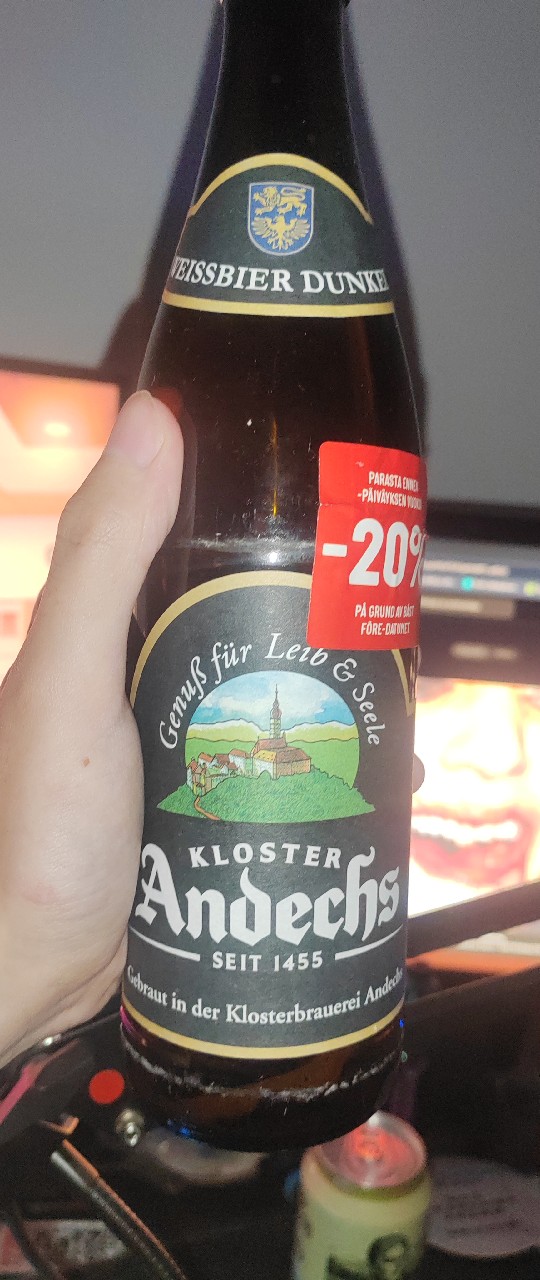 WEISSBIER DUNKEL
PARASTA ENNEN
-PÄIVÄYKSEN VUOKSI
-20%
PÅ GRUND AV BÄST
FÖRE-DATUMET
Genuß für Leib & Seele
KLOSTER
Andechs
SEIT 1455
Gebraut in der Klosterbrauerei Andechs